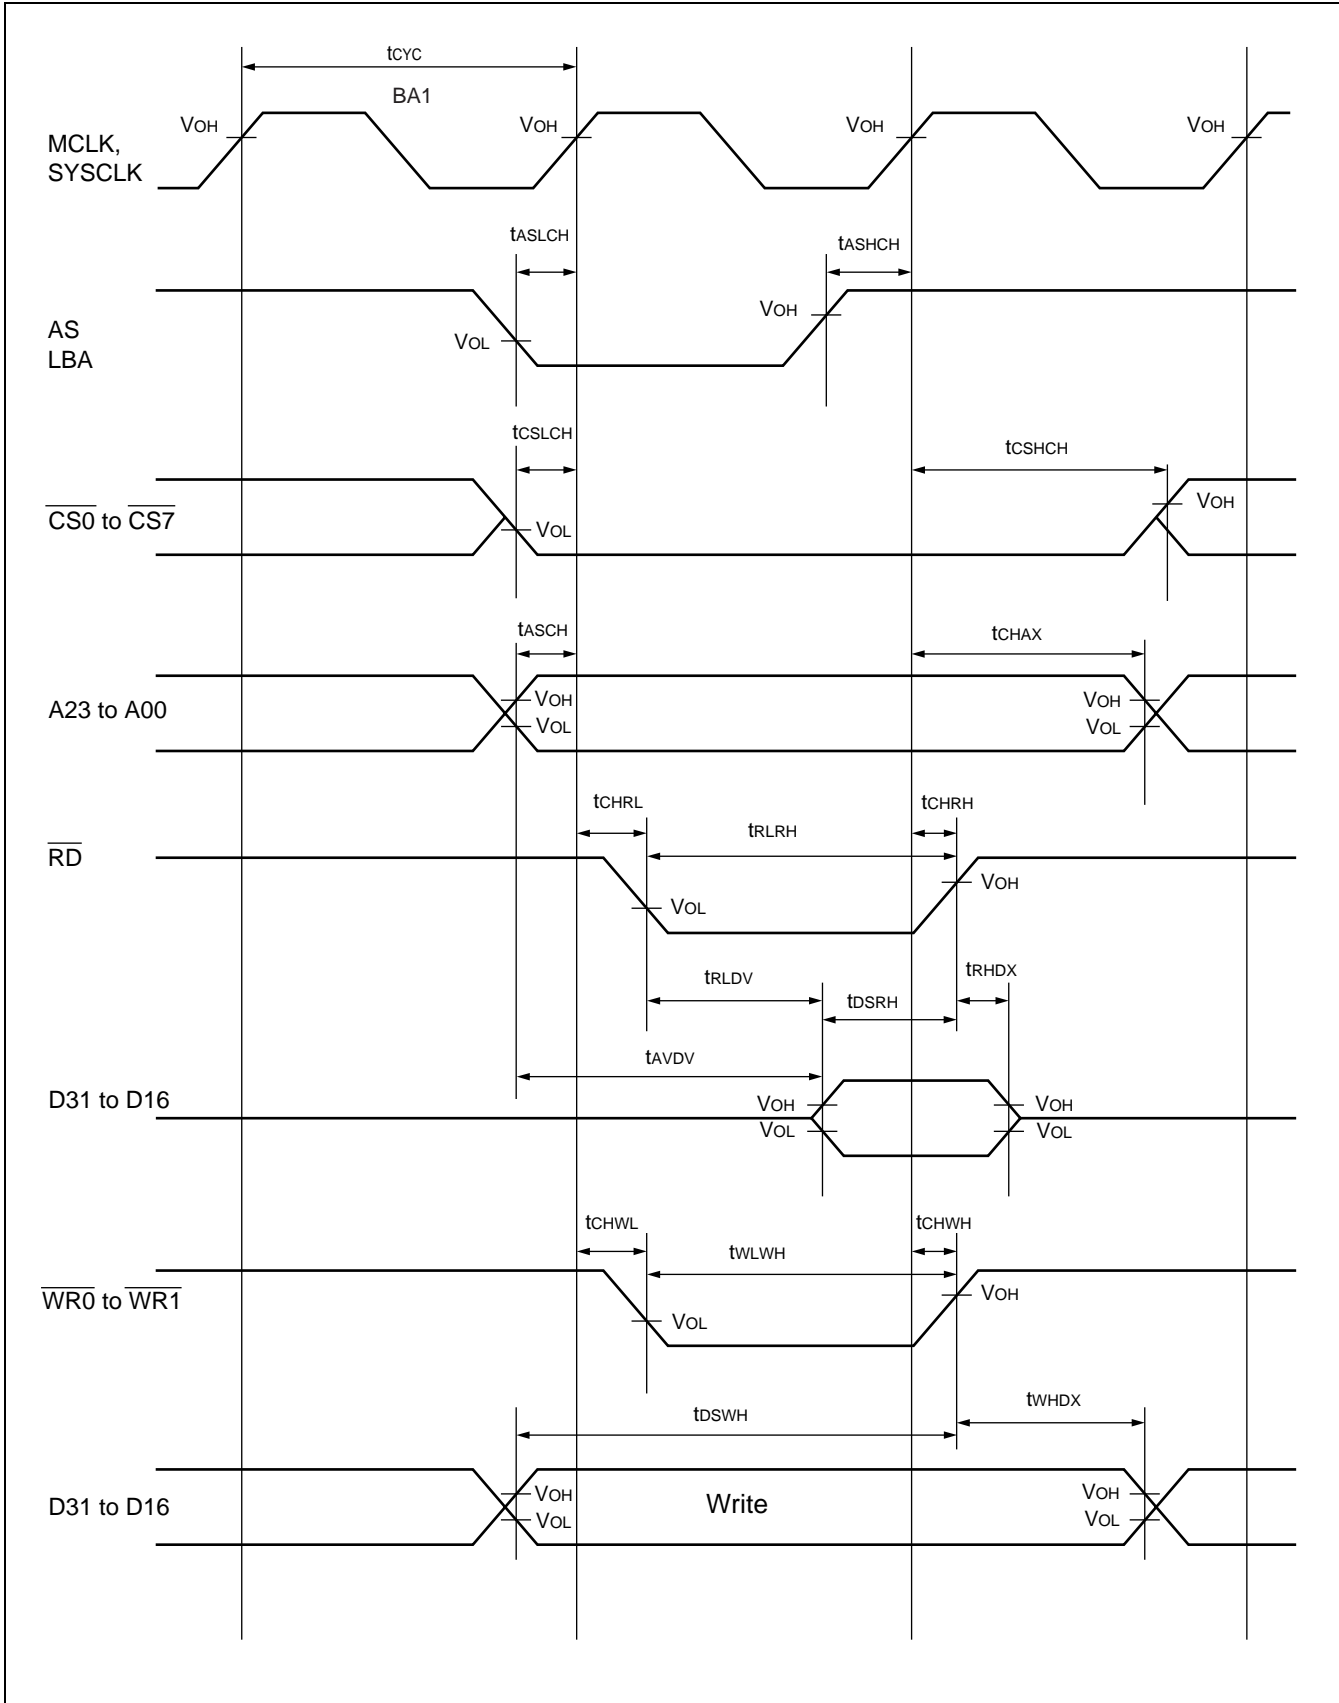 tCYC
BA1
VOH
VOH
VOH
VOH
MCLK,
SYSCLK
tASLCH
tASHCH
VOH
VOL
AS
LBA
tCSLCH
tCSHCH
VOH
VOL
CS0 to CS7
tASCH
tCHAX
A23 to A00
VOH
VOL
VOH
VOL
tCHRL
tCHRH
tRLRH
RD
VOH
VOL
tRLDV
tRHDX
tDSRH
tAVDV
D31 to D16
VOH
VOL
VOH
VOL
tCHWL
tCHWH
tWLWH
WR0 to WR1
VOH
VOL
tWHDX
tDSWH
D31 to D16
VOH
VOL
Write
VOH
VOL